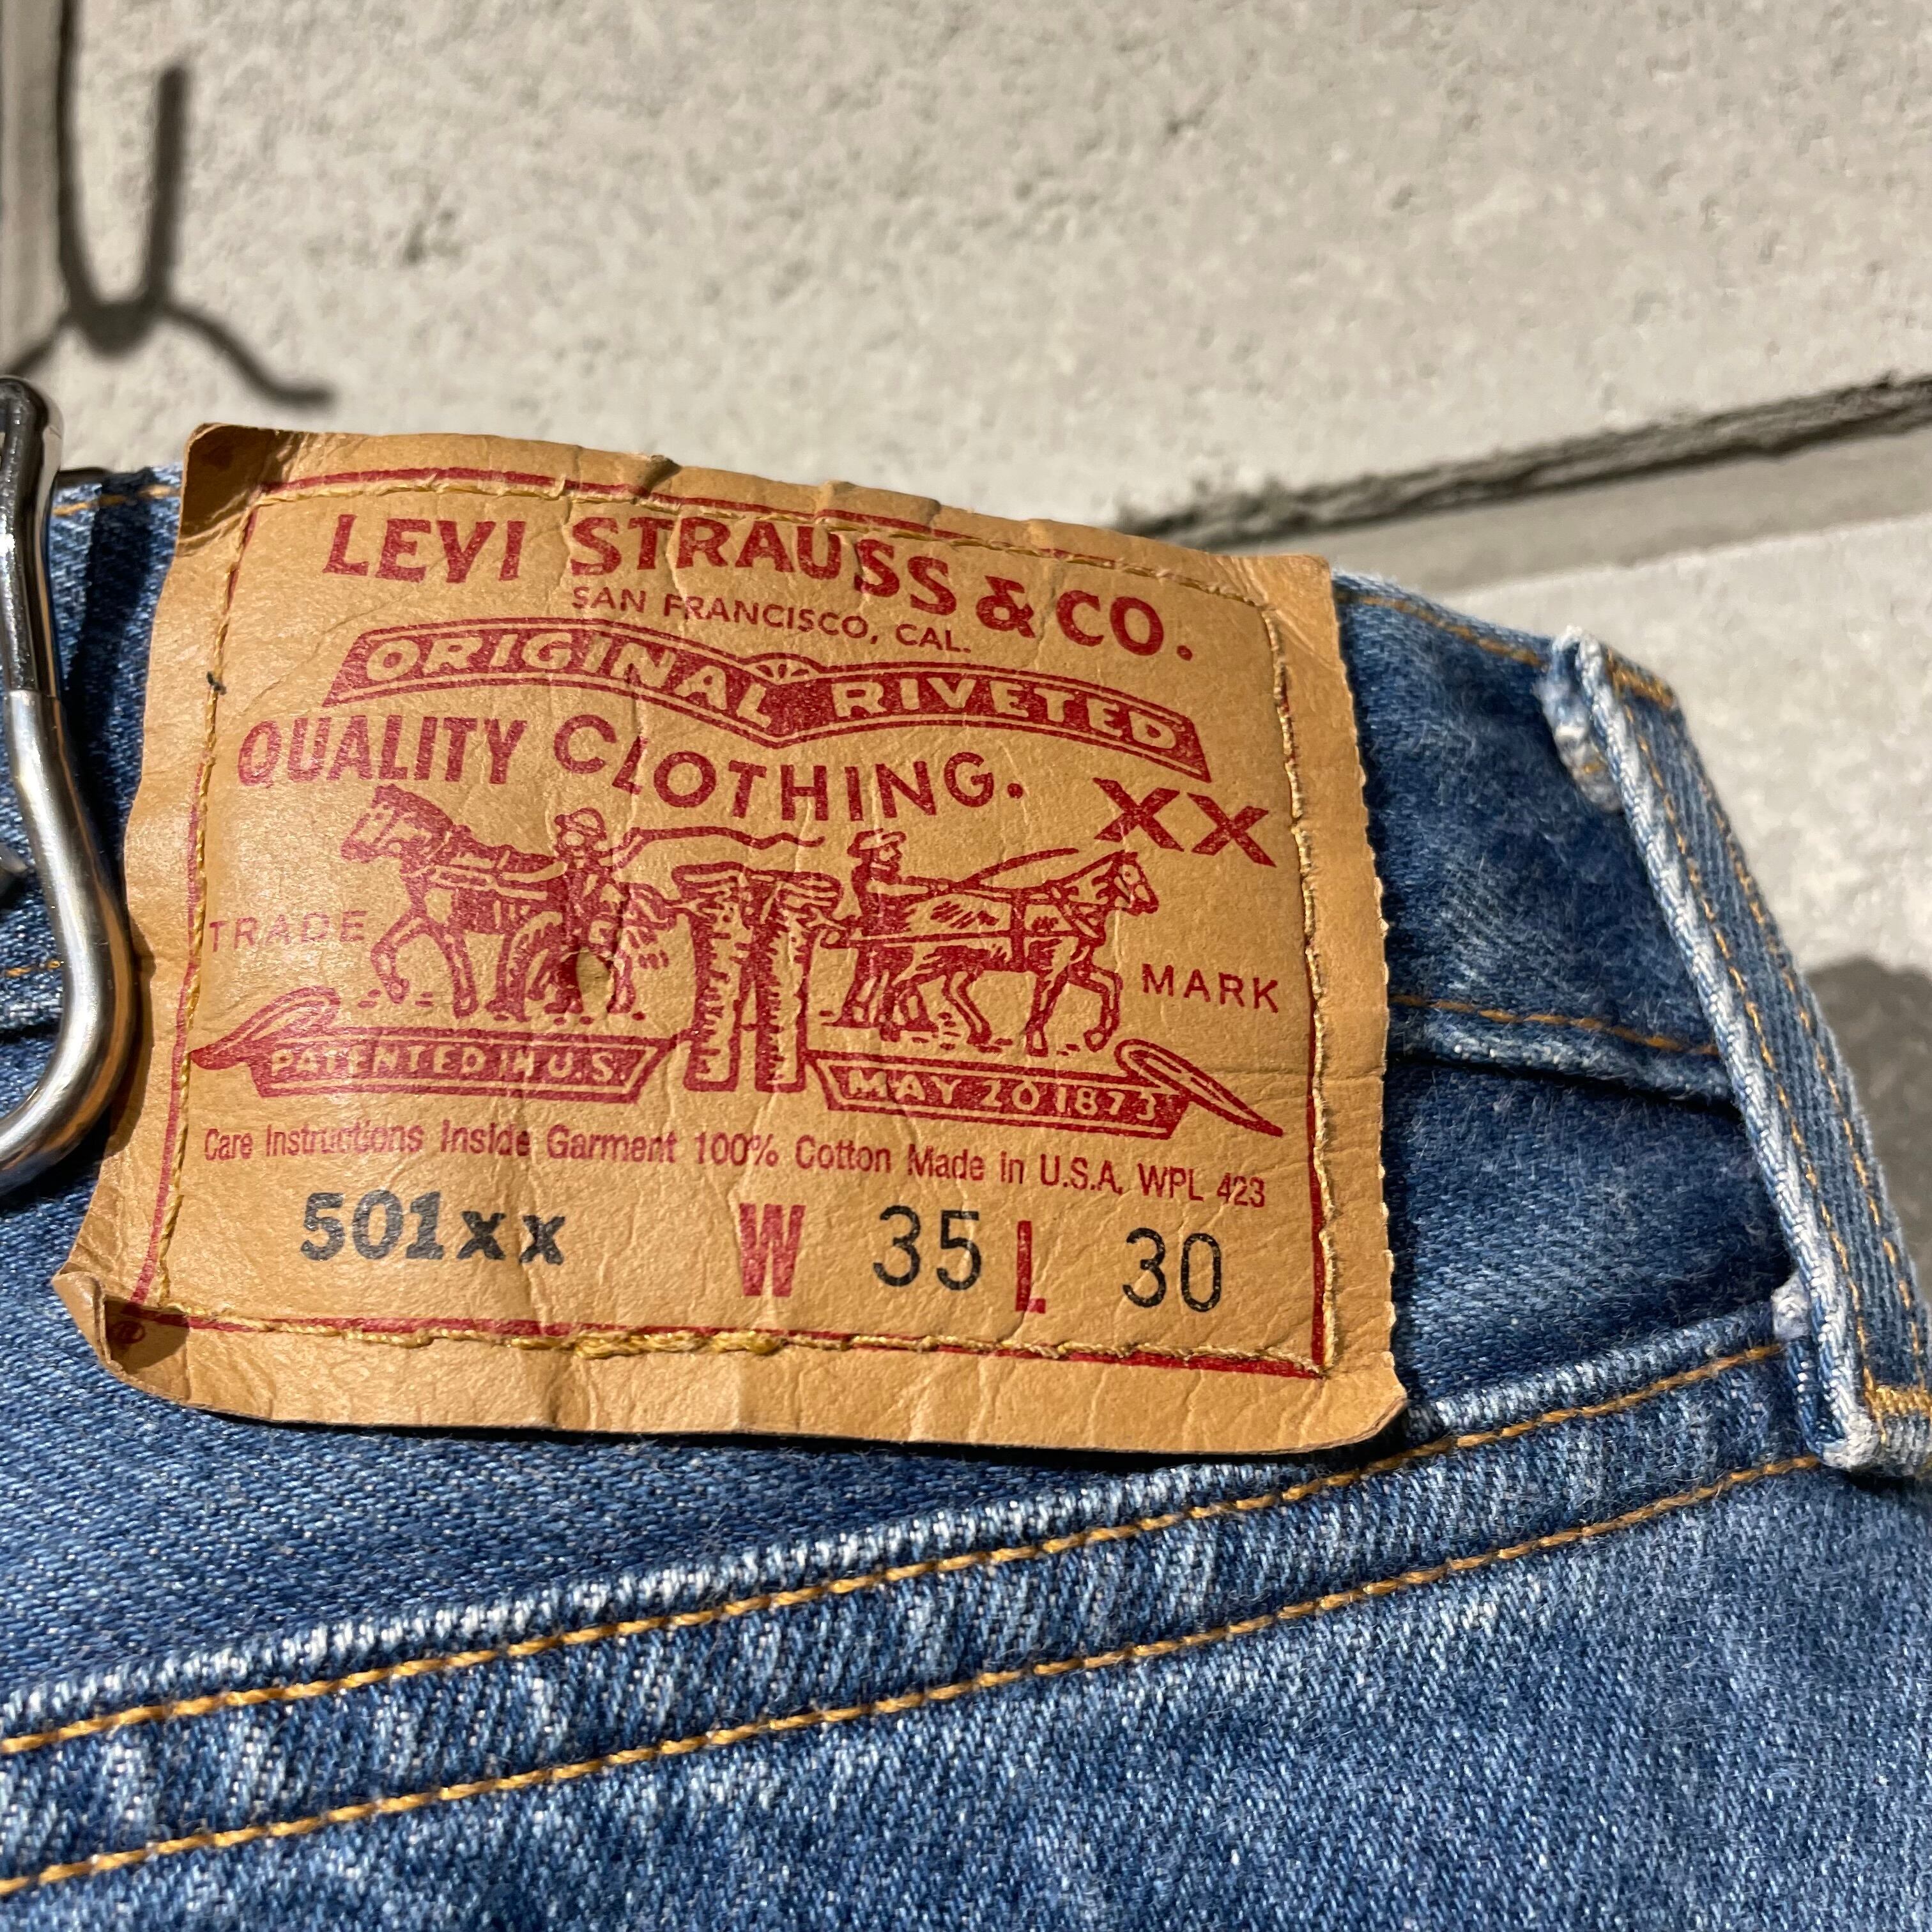 LEVI STRAUSS & CO.
SAN FRANCISCO, CAL.
ORIGINAL RIVETED
QUALITY CLOTHING.
XX
TRADE MARK
PATENTED IN U.S. MAY 20 1873
Care Instructions Inside Garment 100% Cotton Made in U.S.A. WPL 423
501xx W 35 L 30
®